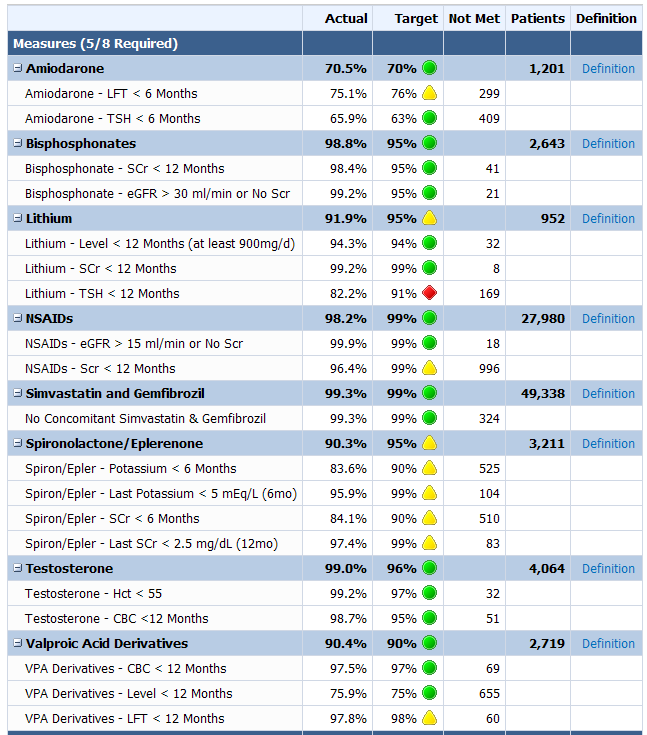 Actual Target Not Met Patients Definition
Measures (5/8 Required)
Amiodarone 70.5% 70% 1,201 Definition
Amiodarone - LFT < 6 Months 75.1% 76% 299
Amiodarone - TSH < 6 Months 65.9% 63% 409
Bisphosphonates 98.8% 95% 2,643 Definition
Bisphosphonate - SCr < 12 Months 98.4% 95% 41
Bisphosphonate - eGFR > 30 ml/min or No Scr 99.2% 95% 21
Lithium 91.9% 95% 952 Definition
Lithium - Level < 12 Months (at least 900mg/d) 94.3% 94% 32
Lithium - SCr < 12 Months 99.2% 99% 8
Lithium - TSH < 12 Months 82.2% 91% 169
NSAIDs 98.2% 99% 27,980 Definition
NSAIDs - eGFR > 15 ml/min or No Scr 99.9% 99% 18
NSAIDs - Scr < 12 Months 96.4% 99% 996
Simvastatin and Gemfibrozil 99.3% 99% 49,338 Definition
No Concomitant Simvastatin & Gemfibrozil 99.3% 99% 324
Spironolactone/Eplerenone 90.3% 95% 3,211 Definition
Spiron/Epler - Potassium < 6 Months 83.6% 90% 525
Spiron/Epler - Last Potassium < 5 mEq/L (6mo) 95.9% 99% 104
Spiron/Epler - SCr < 6 Months 84.1% 90% 510
Spiron/Epler - Last SCr < 2.5 mg/dL (12mo) 97.4% 99% 83
Testosterone 99.0% 96% 4,064 Definition
Testosterone - Hct < 55 99.2% 97% 32
Testosterone - CBC <12 Months 98.7% 95% 51
Valproic Acid Derivatives 90.4% 90% 2,719 Definition
VPA Derivatives - CBC < 12 Months 97.5% 97% 69
VPA Derivatives - Level < 12 Months 75.9% 75% 655
VPA Derivatives - LFT < 12 Months 97.8% 98% 60